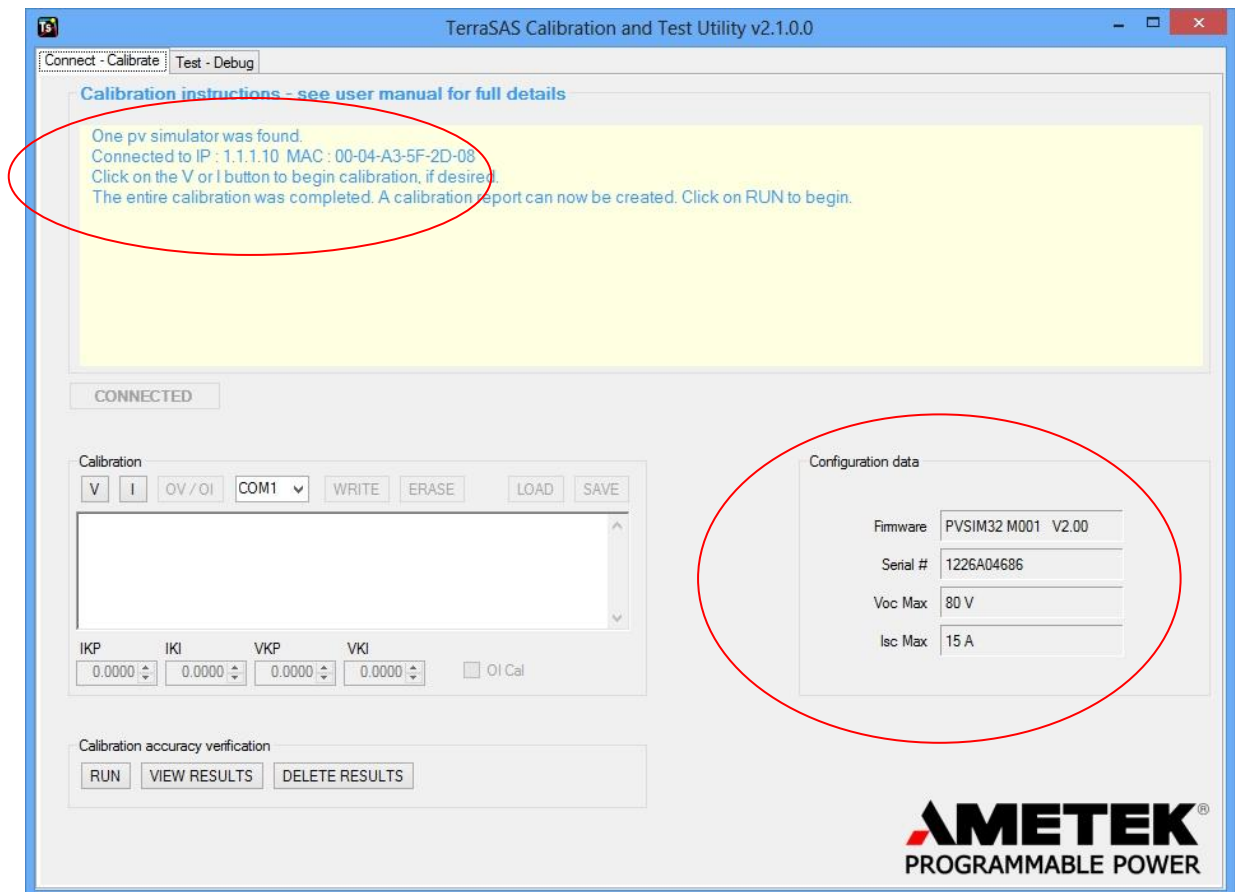 Ts TerraSAS Calibration and Test Utility v2.1.0.0
Connect - Calibrate Test - Debug
Calibration instructions - see user manual for full details
One pv simulator was found.
Connected to IP : 1.1.1.10 MAC : 00-04-A3-5F-2D-08
Click on the V or I button to begin calibration, if desired.
The entire calibration was completed. A calibration report can now be created. Click on RUN to begin.
CONNECTED
Calibration
V I OV / OI COM1 WRITE ERASE LOAD SAVE
IKP IKI VKP VKI
0.0000 0.0000 0.0000 0.0000 OI Cal
Configuration data
Firmware PVSIM32 M001 V2.00
Serial # 1226A04686
Voc Max 80 V
Isc Max 15 A
Calibration accuracy verification
RUN VIEW RESULTS DELETE RESULTS
AMETEK®
PROGRAMMABLE POWER